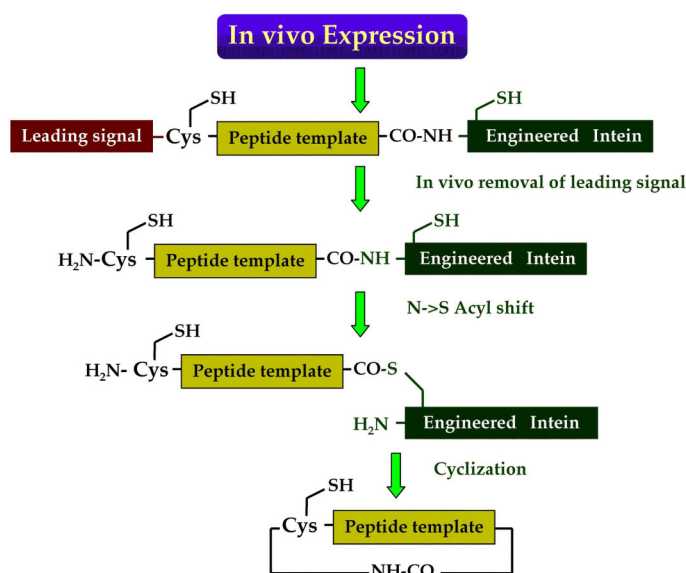 In vivo Expression
SH SH
Leading signal Cys Peptide template CO-NH Engineered Intein
In vivo removal of leading signal
SH SH
H₂N-Cys Peptide template CO-NH Engineered Intein
N->S Acyl shift
SH
H₂N- Cys Peptide template CO-S
H₂N Engineered Intein
Cyclization
SH
Cys Peptide template
NH-CO